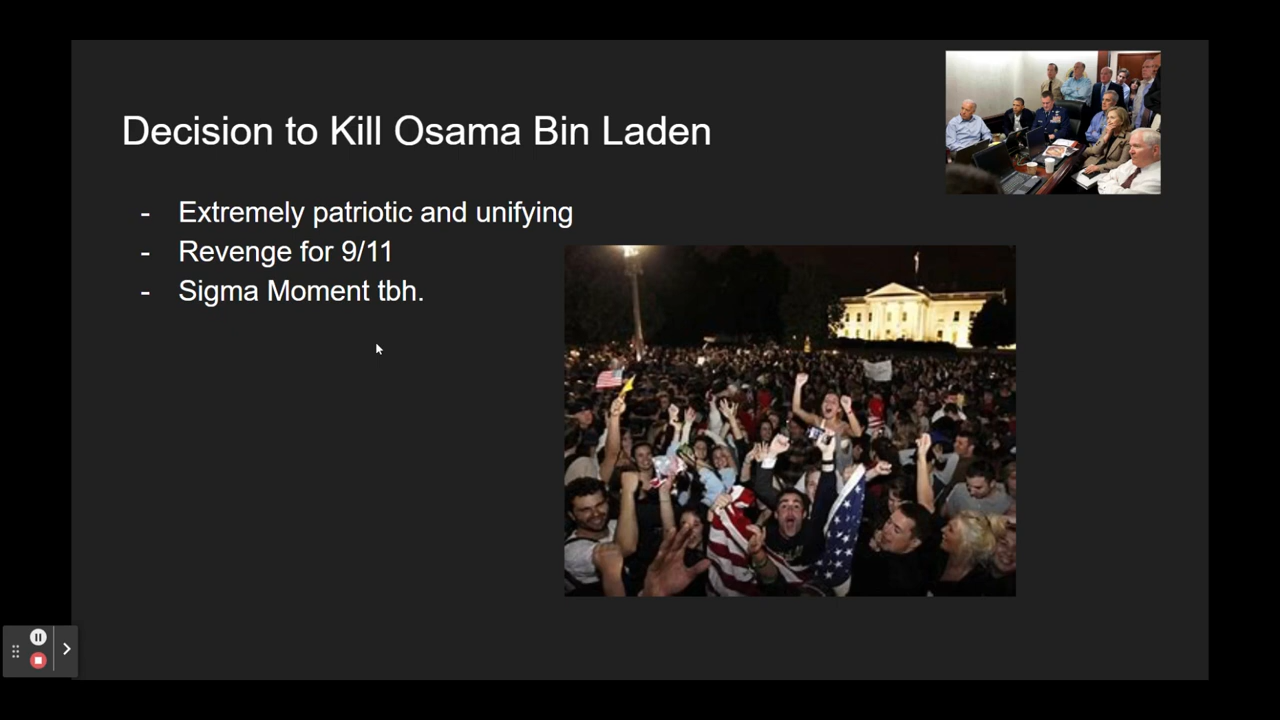 Decision to Kill Osama Bin Laden
- Extremely patriotic and unifying
- Revenge for 9/11
- Sigma Moment tbh.